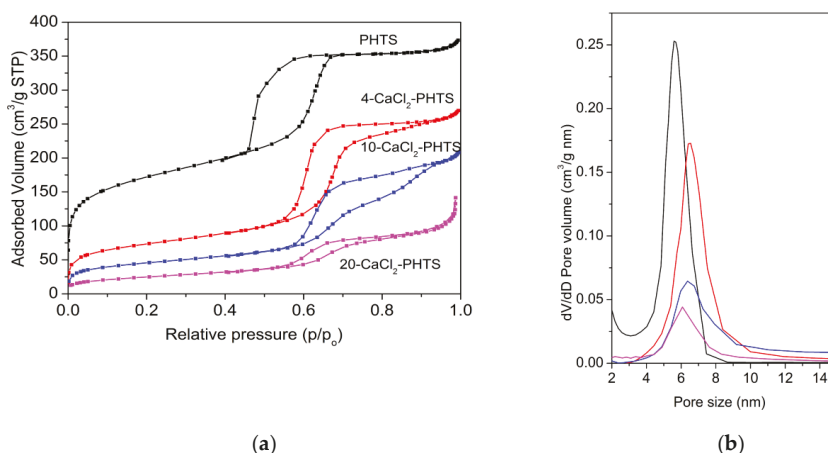 400
350
300
250
200
150
100
50
0
Adsorbed Volume (cm³/g STP)
PHTS
4-CaCl₂-PHTS
10-CaCl₂-PHTS
20-CaCl₂-PHTS
0.0 0.2 0.4 0.6 0.8 1.0
Relative pressure (p/pₒ)
(a)
0.25
0.20
0.15
0.10
0.05
0.00
dV/dD Pore volume (cm³/g nm)
2 4 6 8 10 12 14
Pore size (nm)
(b)